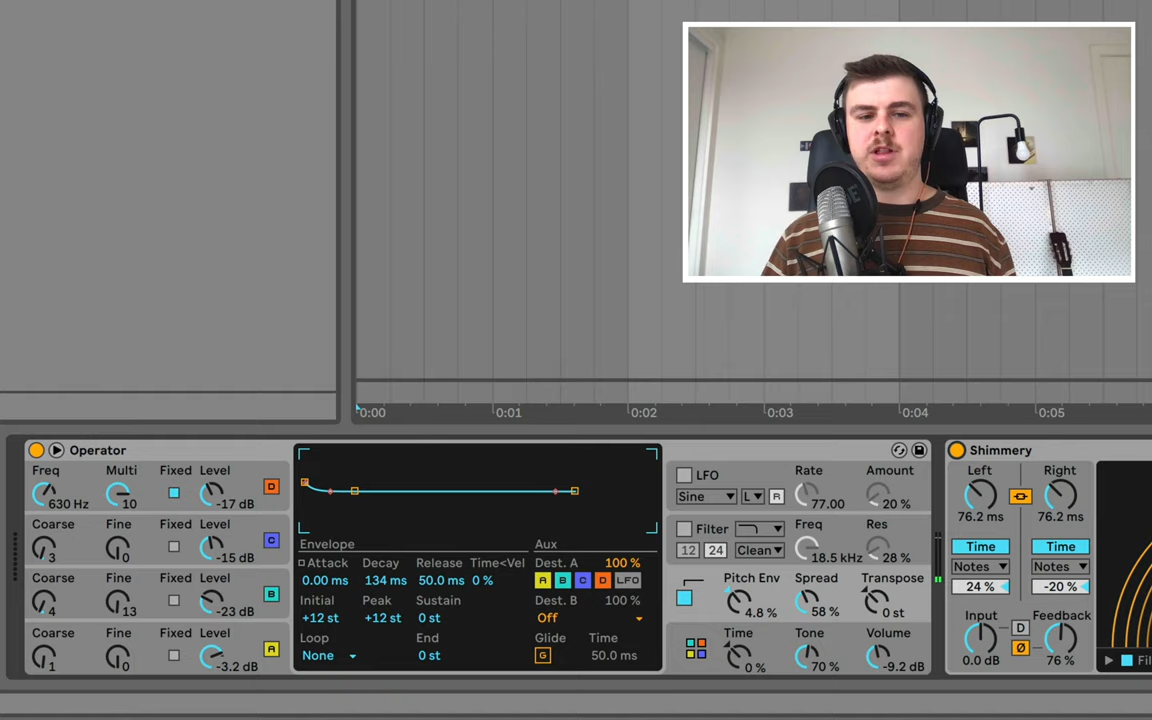 0:00 0:01 0:02 0:03 0:04 0:05
Operator
Freq Multi Fixed Level
630 Hz 10 -17 dB D
Coarse Fine Fixed Level
3 0 -15 dB C
Coarse Fine Fixed Level
4 13 -23 dB B
Coarse Fine Fixed Level
1 0 -3.2 dB A
Envelope
Attack Decay Release Time<Vel
0.00 ms 134 ms 50.0 ms 0 %
Initial Peak Sustain
+12 st +12 st 0 st
Loop End
None 0 st
Aux
Dest. A 100 %
A B C D LFO
Dest. B 100 %
Off
Glide Time
G 50.0 ms
LFO Rate Amount
Sine L R 77.00 20 %
Filter Freq Res
12 24 Clean 18.5 kHz 28 %
Pitch Env Spread Transpose
4.8 % 58 % 0 st
Time Tone Volume
0 % 70 % -9.2 dB
Shimmery
Left Right
76.2 ms 76.2 ms
Time Time
Notes Notes
24 % -20 %
Input Feedback
D
Ø
0.0 dB 76 %
Fil